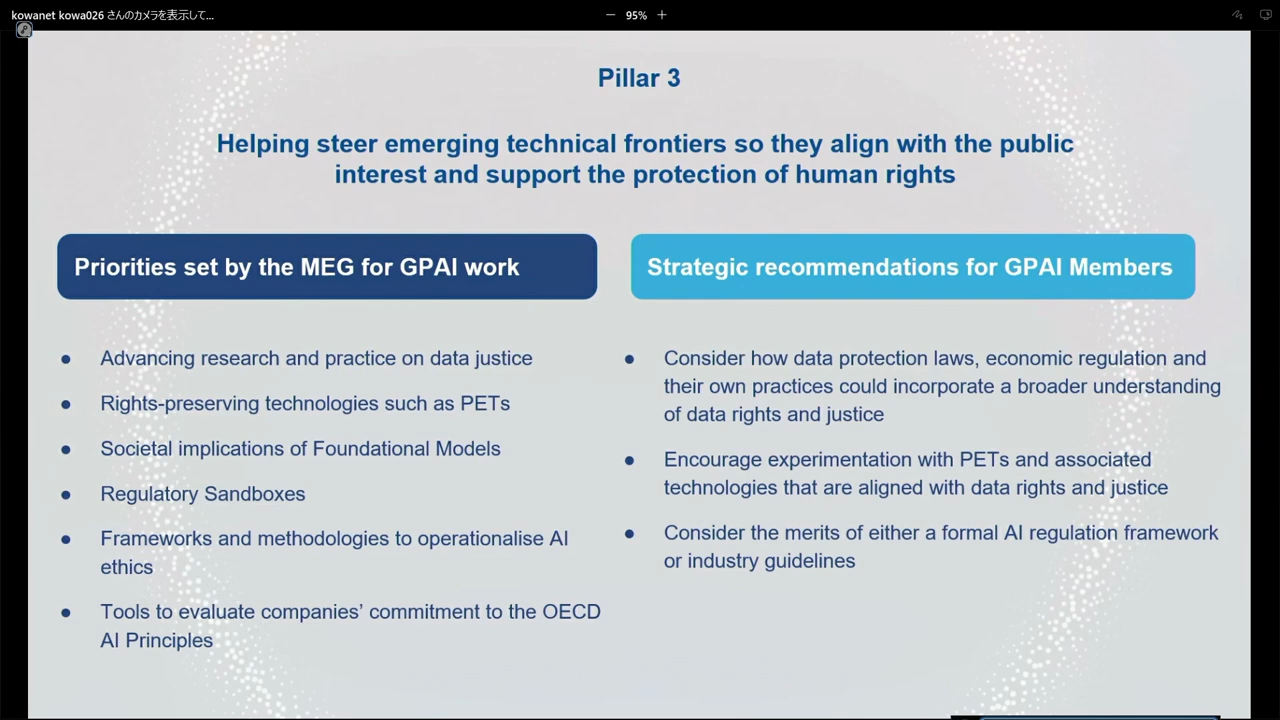 kowanet kowa026 さんのカメラを表示して...
95%
Pillar 3
Helping steer emerging technical frontiers so they align with the public
interest and support the protection of human rights
Priorities set by the MEG for GPAI work
● Advancing research and practice on data justice
● Rights-preserving technologies such as PETs
● Societal implications of Foundational Models
● Regulatory Sandboxes
● Frameworks and methodologies to operationalise AI
ethics
● Tools to evaluate companies’ commitment to the OECD
AI Principles
Strategic recommendations for GPAI Members
● Consider how data protection laws, economic regulation and
their own practices could incorporate a broader understanding
of data rights and justice
● Encourage experimentation with PETs and associated
technologies that are aligned with data rights and justice
● Consider the merits of either a formal AI regulation framework
or industry guidelines